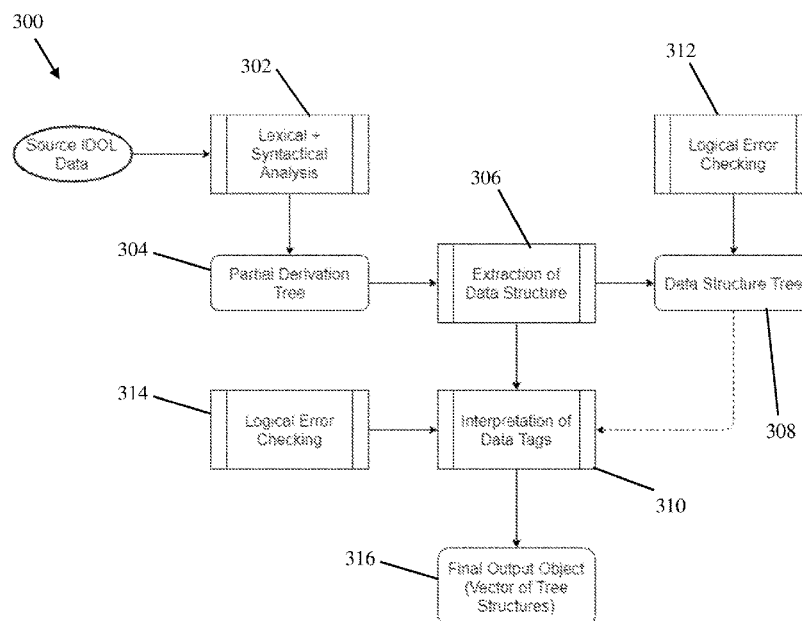 300
302
312
Source IDOL
Data
Lexical +
Syntactical
Analysis
Logical Error
Checking
306
304
Partial Derivation
Tree
Extraction of
Data Structure
Data Structure Tree
314
Logical Error
Checking
Interpretation of
Data Tags
308
310
316
Final Output Object
(Vector of Tree
Structures)